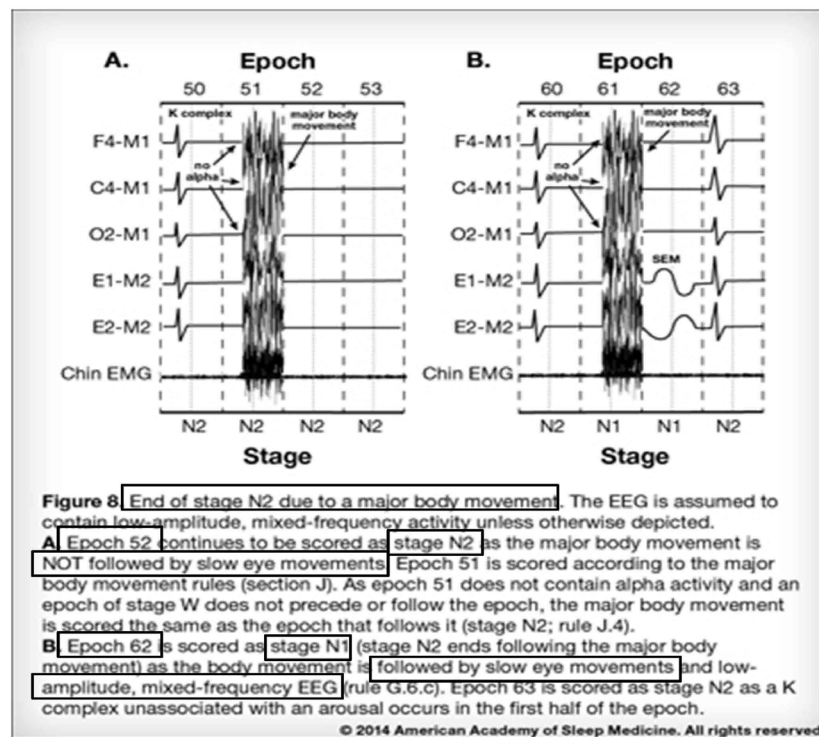 A. Epoch
50 51 52 53
K complex
major body
movement
no
alpha
F4-M1
C4-M1
O2-M1
E1-M2
E2-M2
Chin EMG
N2 N2 N2 N2
Stage
B. Epoch
60 61 62 63
K complex
major body
movement
no
alpha
SEM
F4-M1
C4-M1
O2-M1
E1-M2
E2-M2
Chin EMG
N2 N1 N1 N2
Stage
Figure 8. End of stage N2 due to a major body movement. The EEG is assumed to
contain low-amplitude, mixed-frequency activity unless otherwise depicted.
A. Epoch 52 continues to be scored as stage N2 as the major body movement is
NOT followed by slow eye movements. Epoch 51 is scored according to the major
body movement rules (section J). As epoch 51 does not contain alpha activity and an
epoch of stage W does not precede or follow the epoch, the major body movement
is scored the same as the epoch that follows it (stage N2; rule J.4).
B. Epoch 62 is scored as stage N1 (stage N2 ends following the major body
movement) as the body movement is followed by slow eye movements and low-
amplitude, mixed-frequency EEG (rule G.6.c). Epoch 63 is scored as stage N2 as a K
complex unassociated with an arousal occurs in the first half of the epoch.
© 2014 American Academy of Sleep Medicine. All rights reserved